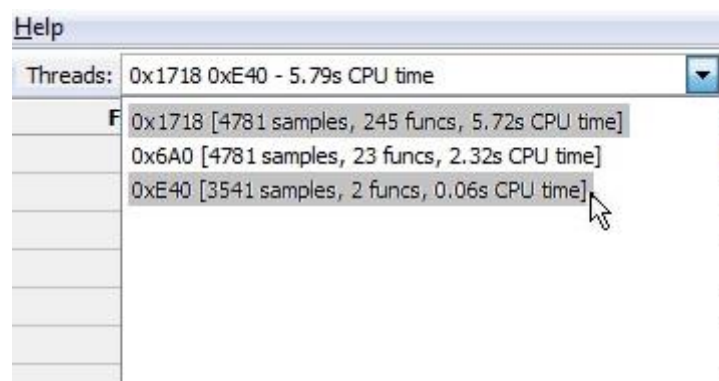 Help
Threads: 0x1718 0xE40 - 5.79s CPU time
F
0x1718 [4781 samples, 245 funcs, 5.72s CPU time]
0x6A0 [4781 samples, 23 funcs, 2.32s CPU time]
0xE40 [3541 samples, 2 funcs, 0.06s CPU time]